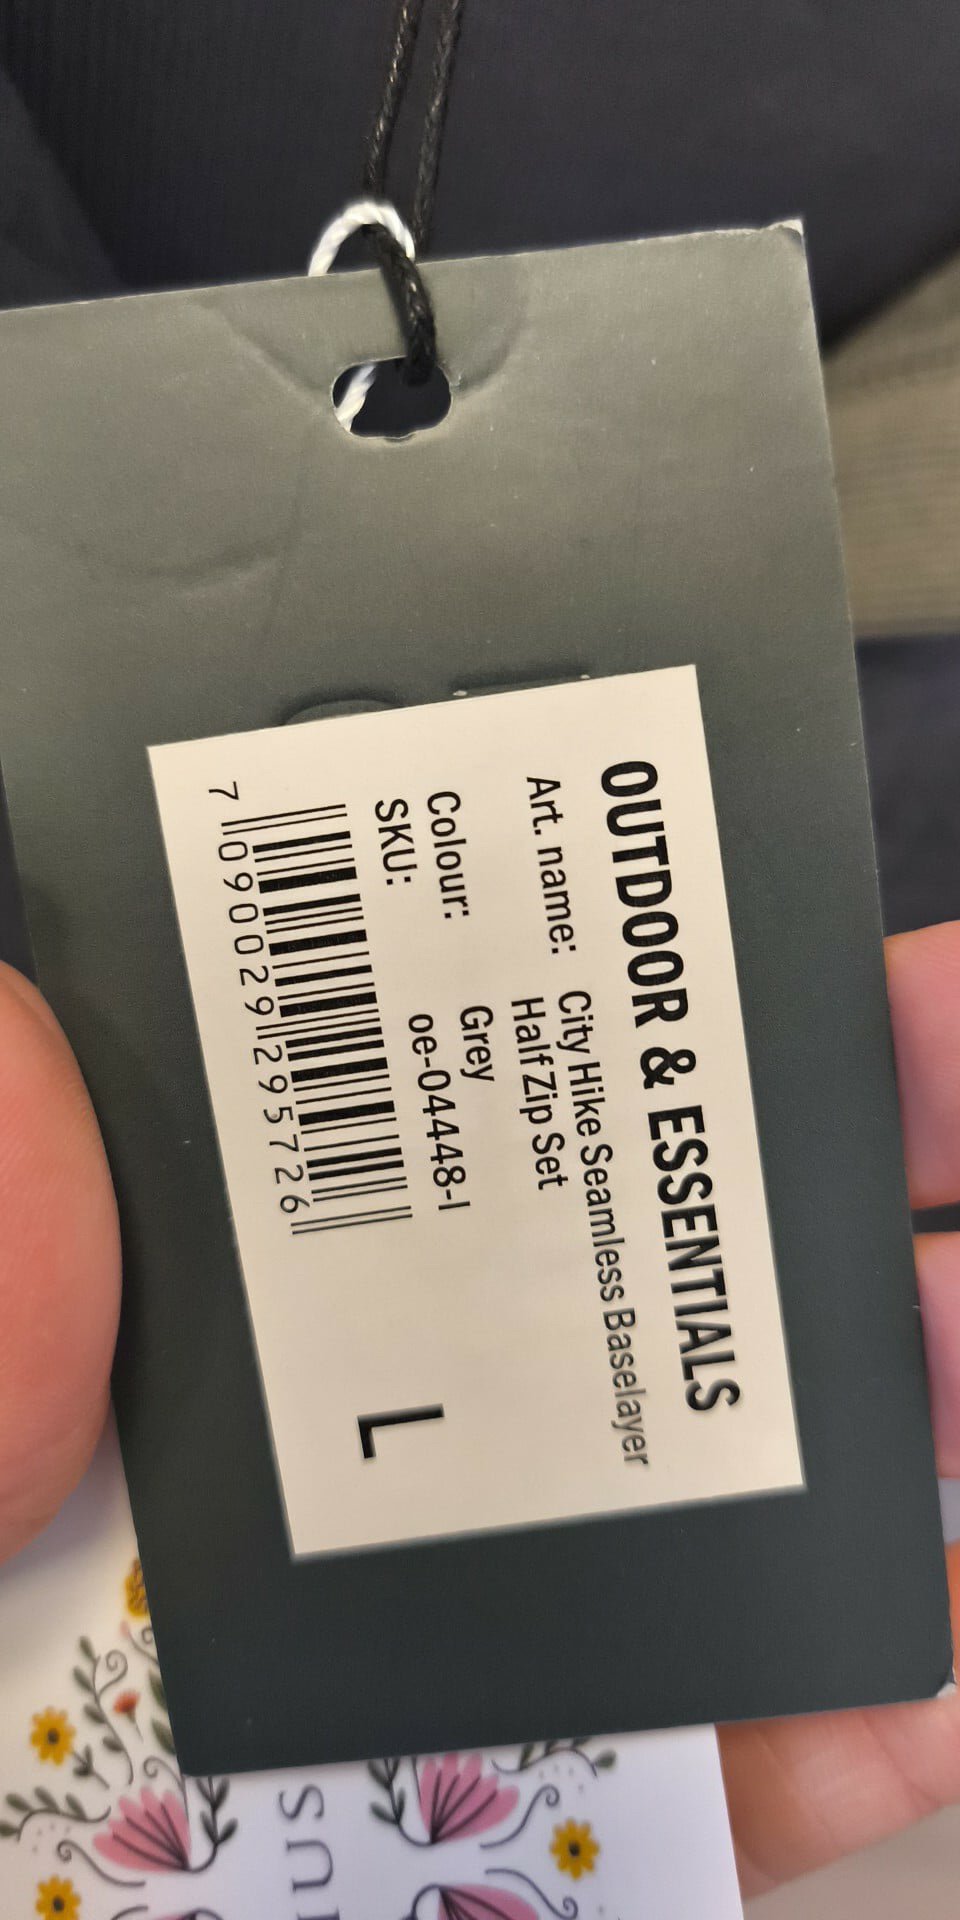 OUTDOOR & ESSENTIALS
Art. name: City Hike Seamless Baselayer
Half Zip Set
Colour: Grey
SKU: oe-04448-l
7 090029 295726
L